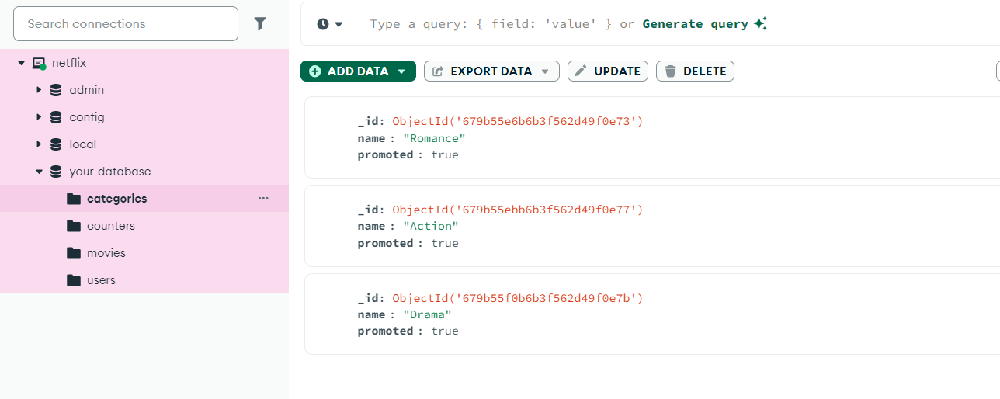 Search connections
netflix
admin
config
local
your-database
categories
counters
movies
users
Type a query: { field: 'value' } or Generate query
ADD DATA
EXPORT DATA
UPDATE
DELETE
_id: ObjectId('679b55e6b6b3f562d49f0e73')
name : "Romance"
promoted : true
_id: ObjectId('679b55ebb6b3f562d49f0e77')
name : "Action"
promoted : true
_id: ObjectId('679b55f0b6b3f562d49f0e7b')
name : "Drama"
promoted : true